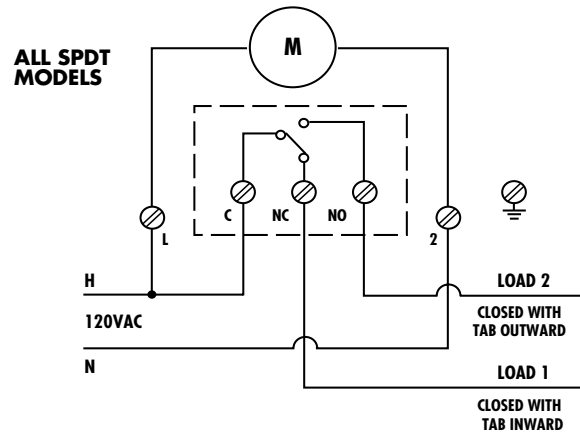 ALL SPDT
MODELS
M
C
NC
NO
L
2
H
120VAC
N
LOAD 2
CLOSED WITH
TAB OUTWARD
LOAD 1
CLOSED WITH
TAB INWARD